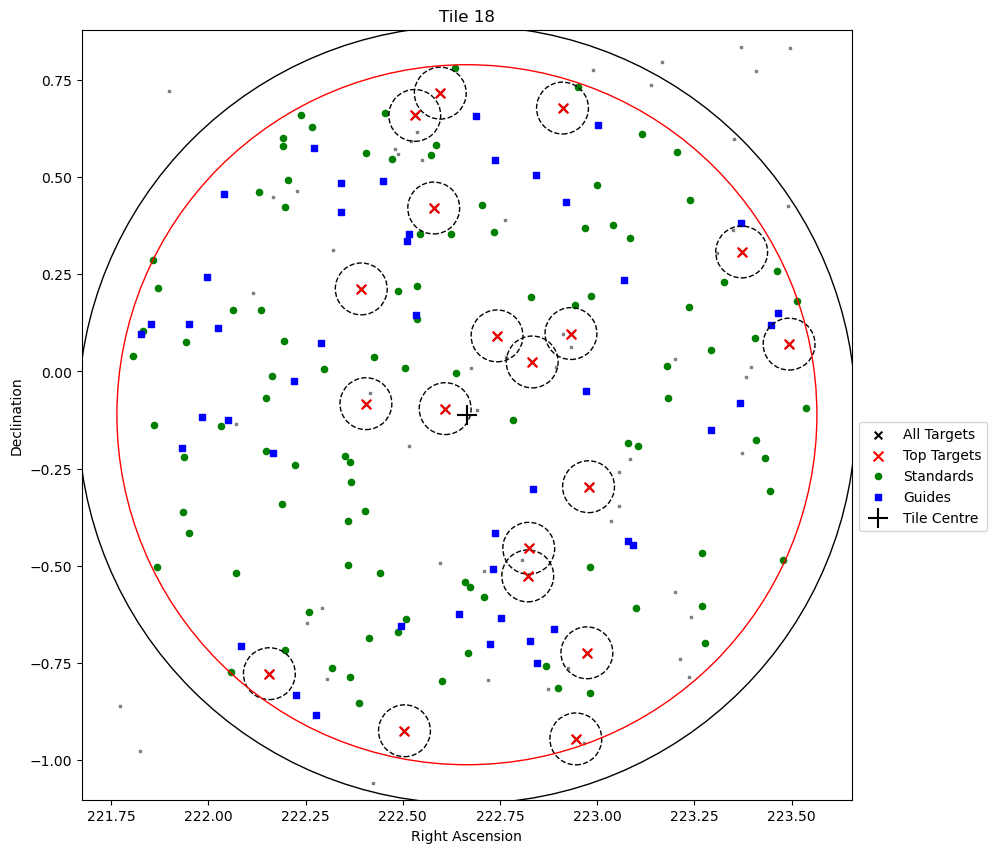 Tile 18
0.75
0.50
0.25
0.00
−0.25
−0.50
−0.75
−1.00
Declination
221.75 222.00 222.25 222.50 222.75 223.00 223.25 223.50
Right Ascension
All Targets
Top Targets
Standards
Guides
Tile Centre